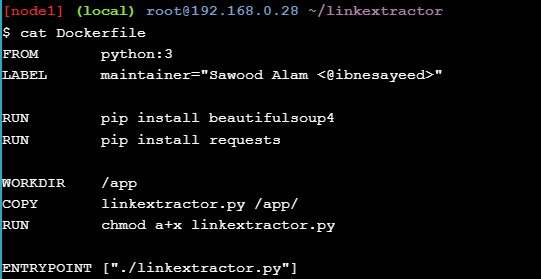 [node1] (local) root@192.168.0.28 ~/linkextractor
$ cat Dockerfile
FROM       python:3
LABEL      maintainer="Sawood Alam <@ibnesayeed>"
RUN        pip install beautifulsoup4
RUN        pip install requests
WORKDIR    /app
COPY       linkextractor.py /app/
RUN        chmod a+x linkextractor.py
ENTRYPOINT ["./linkextractor.py"]